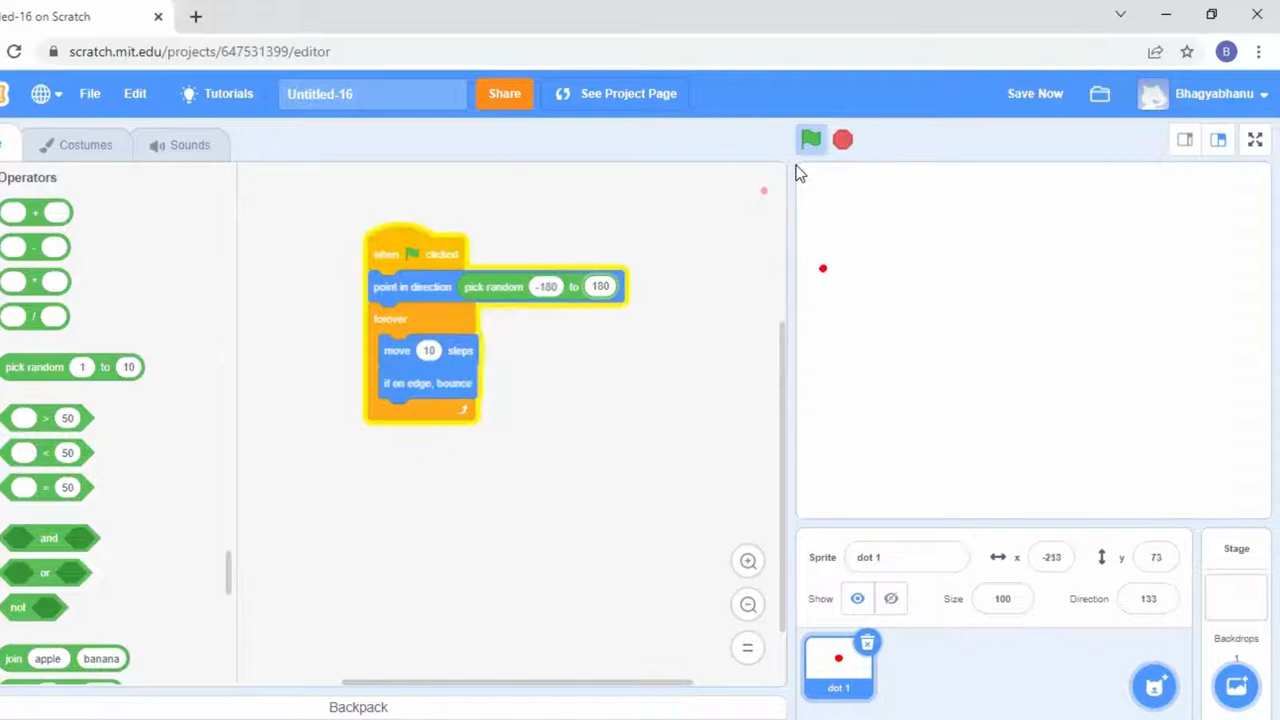 led-16 on Scratch
scratch.mit.edu/projects/647531399/editor
B
File Edit Tutorials Untitled-16 Share See Project Page Save Now Bhagyabhanu
Costumes Sounds
Operators
+
-
*
/
pick random 1 to 10
> 50
< 50
= 50
and
or
not
join apple banana
when clicked
point in direction pick random -180 to 180
forever
move 10 steps
if on edge, bounce
Backpack
Sprite dot 1 x -213 y 73
Show Size 100 Direction 133
dot 1
Stage
Backdrops
1